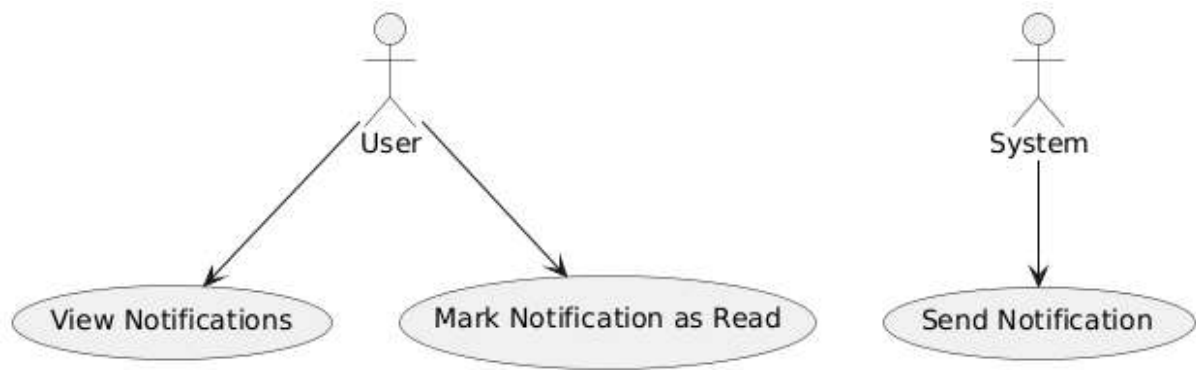 User
System
View Notifications
Mark Notification as Read
Send Notification